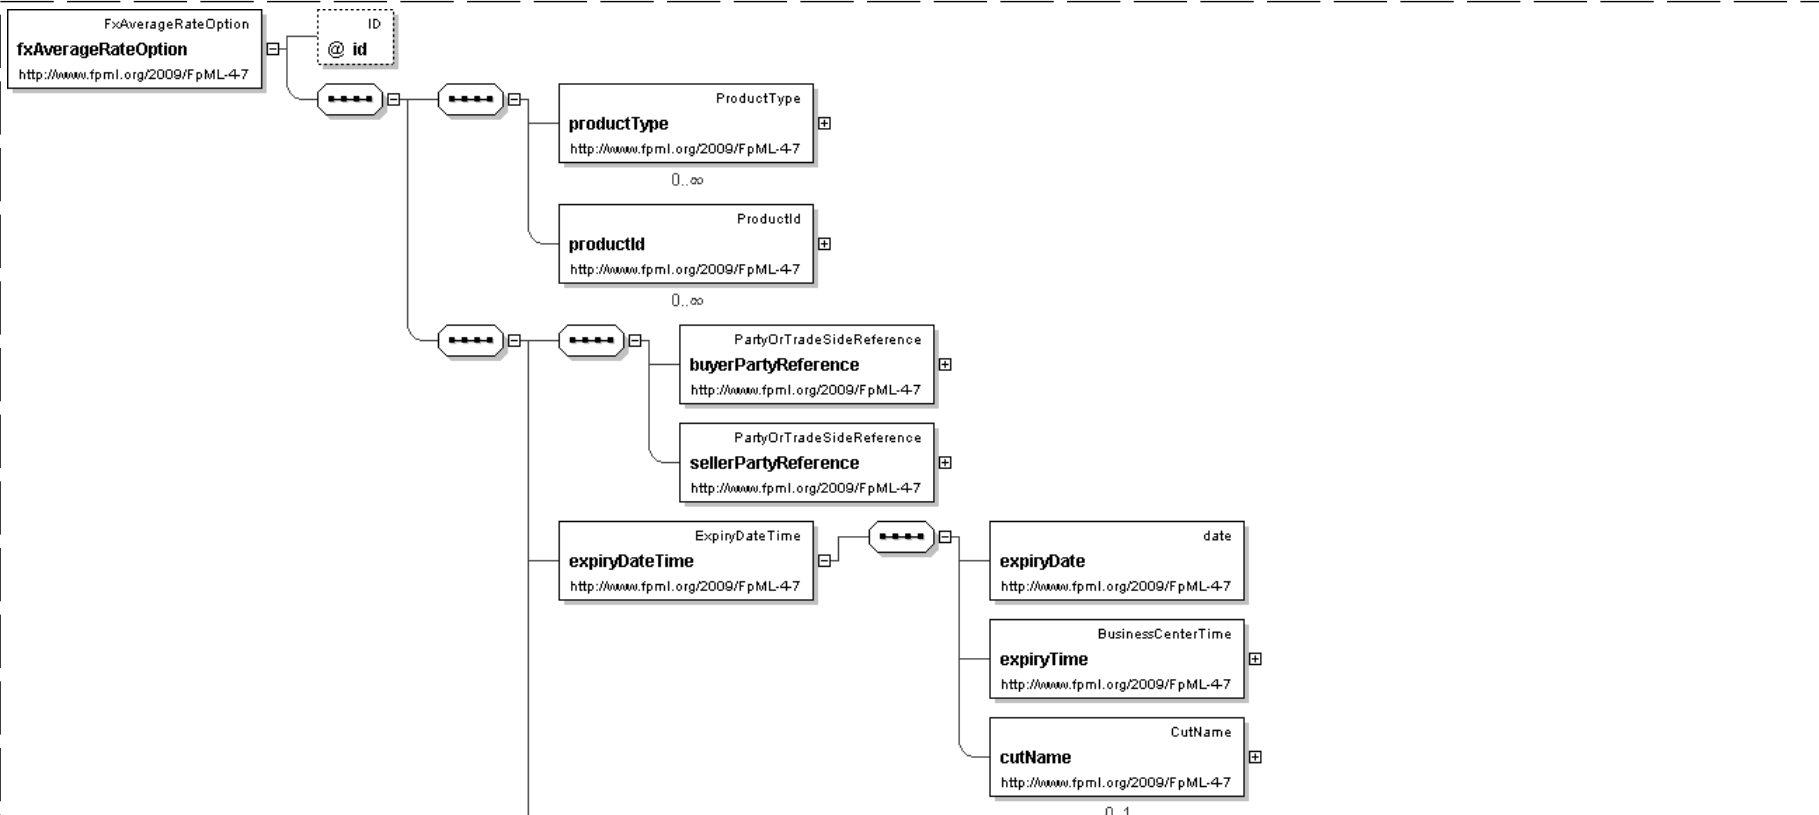 FxAverageRateOption
fxAverageRateOption
http://www.fpml.org/2009/FpML-4-7
ID
@ id
ProductType
productType
http://www.fpml.org/2009/FpML-4-7
0..∞
ProductId
productId
http://www.fpml.org/2009/FpML-4-7
0..∞
PartyOrTradeSideReference
buyerPartyReference
http://www.fpml.org/2009/FpML-4-7
PartyOrTradeSideReference
sellerPartyReference
http://www.fpml.org/2009/FpML-4-7
ExpiryDateTime
expiryDateTime
http://www.fpml.org/2009/FpML-4-7
date
expiryDate
http://www.fpml.org/2009/FpML-4-7
BusinessCenterTime
expiryTime
http://www.fpml.org/2009/FpML-4-7
CutName
cutName
http://www.fpml.org/2009/FpML-4-7
0..1